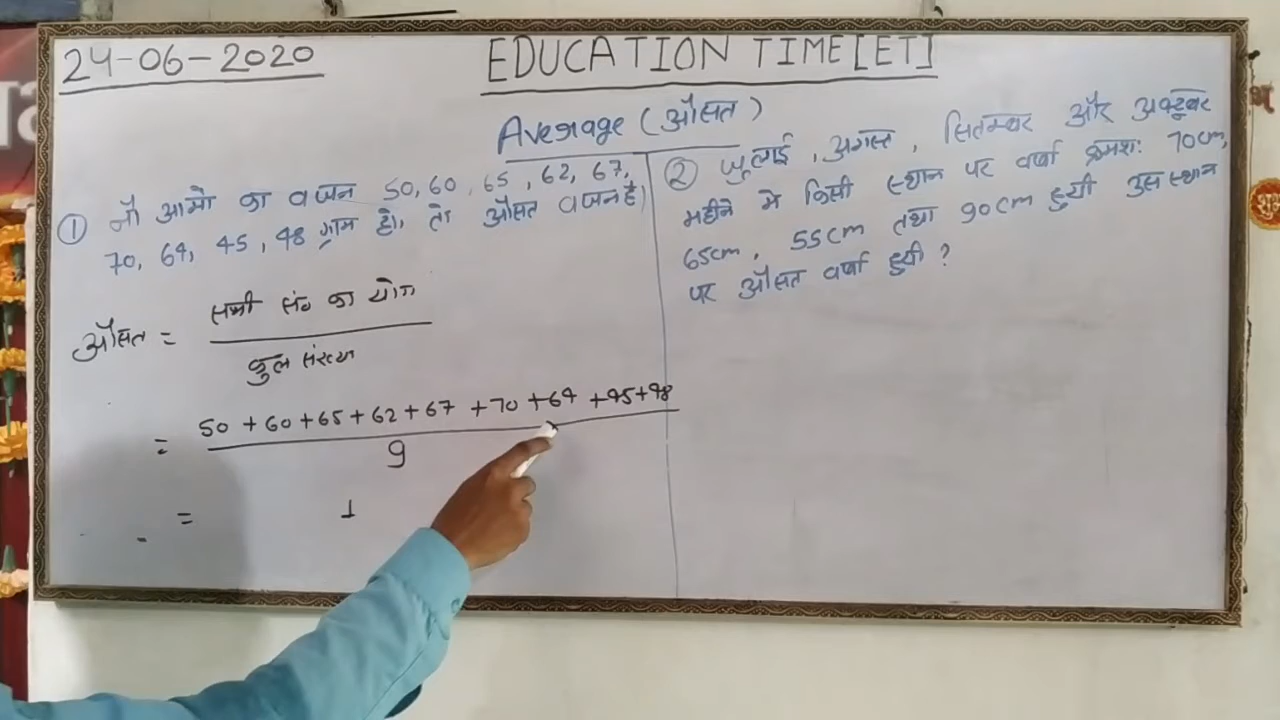 24-06-2020
EDUCATION TIME[ET]
Average (औसत)
① नौ आमो का वजन 50, 60, 65, 62, 67,
70, 64, 45, 48 ग्राम हो, तो औसत वजन है।
औसत = सभी सं० का योग
कुल संख्या
= 50 + 60 + 65 + 62 + 67 + 70 + 64 + 45 + 48
9
= 1
② जुलाई, अगस्त, सितम्बर और अक्टूबर
महीने मे किसी स्थान पर वर्षा क्रमशः 70cm,
65cm, 55cm तथा 90cm हुयी उस स्थान
पर औसत वर्षा हुयी ?